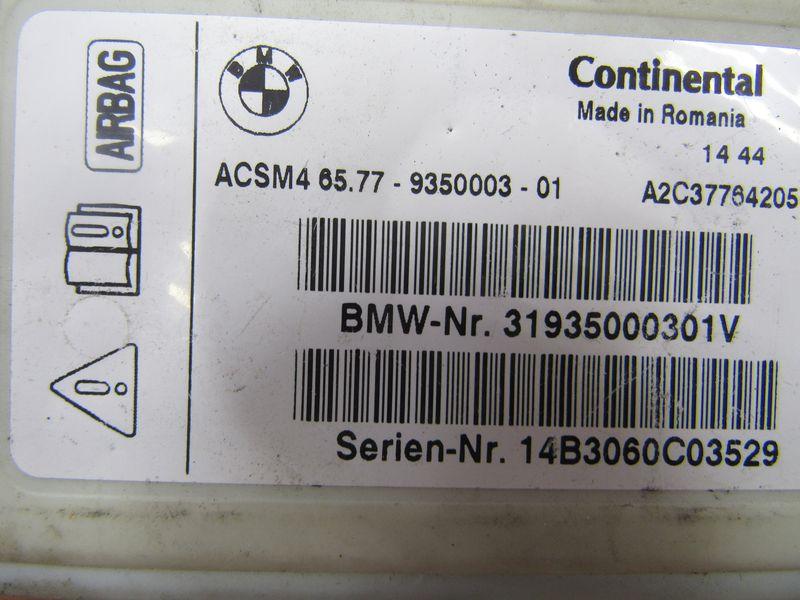 AIRBAG
BMW
Continental
Made in Romania
14 44
ACSM4 65.77 - 9350003 - 01
A2C37764205
BMW-Nr. 31935000301V
Serien-Nr. 14B3060C03529